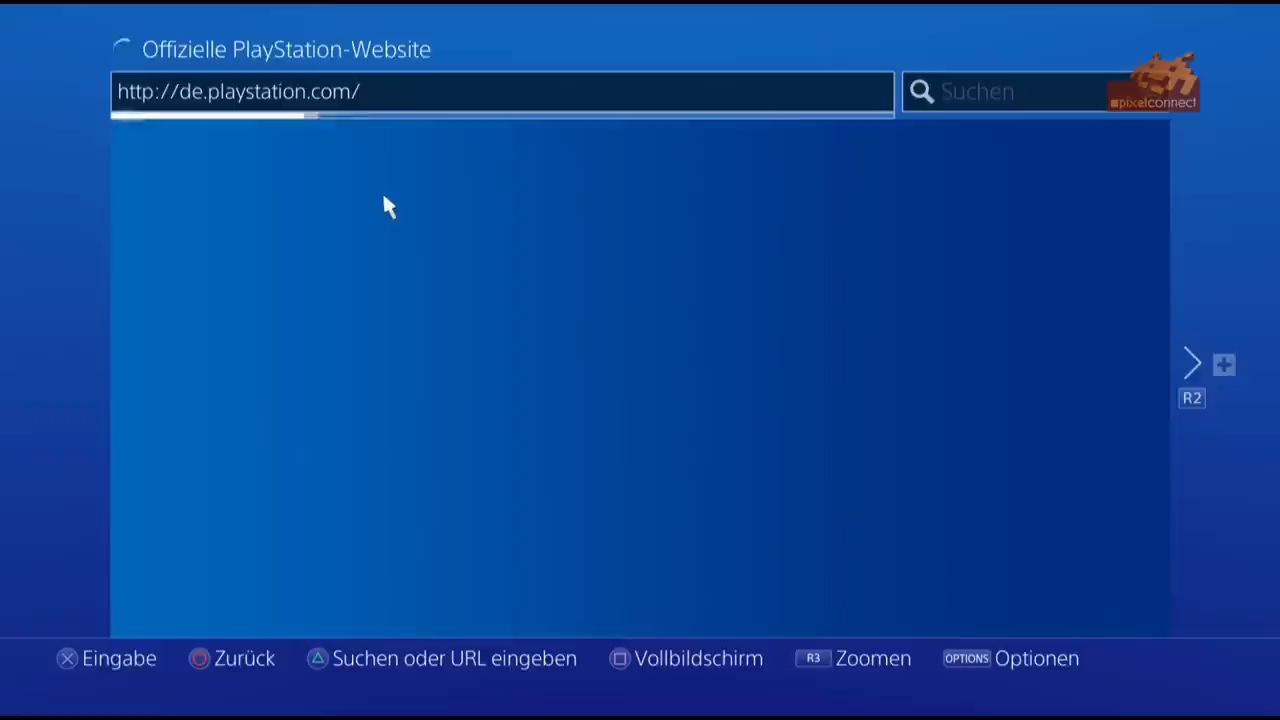 Offizielle PlayStation-Website
http://de.playstation.com/
Suchen
pixelconnect
R2
Eingabe Zurück Suchen oder URL eingeben Vollbildschirm R3 Zoomen OPTIONS Optionen